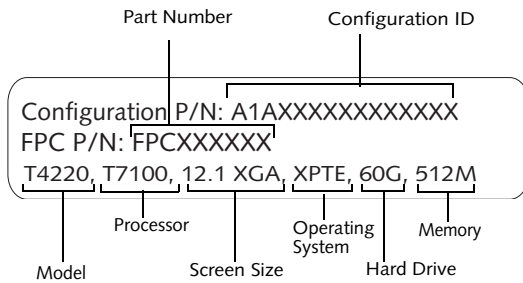 Part Number
Configuration ID
Configuration P/N: A1AXXXXXXXXXXXX
FPC P/N: FPCXXXXXX
T4220, T7100, 12.1 XGA, XPTE, 60G, 512M
Processor
Operating System
Memory
Model
Screen Size
Hard Drive